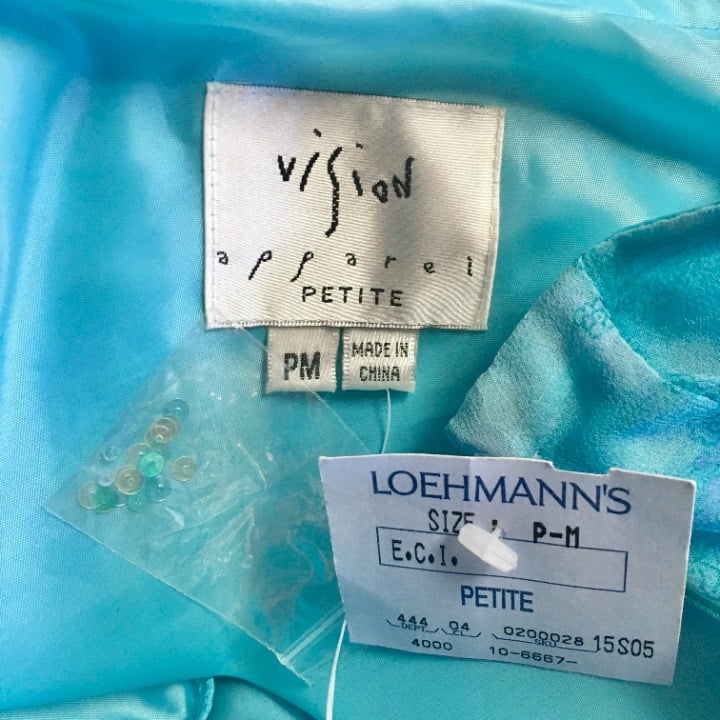 vision
apparel
PETITE
PM
MADE IN
CHINA
LOEHMANN'S
SIZE : P-M
E.C.I.
PETITE
444 04 0200028 15S05
DEPT CL SKU
4000 10-6667-